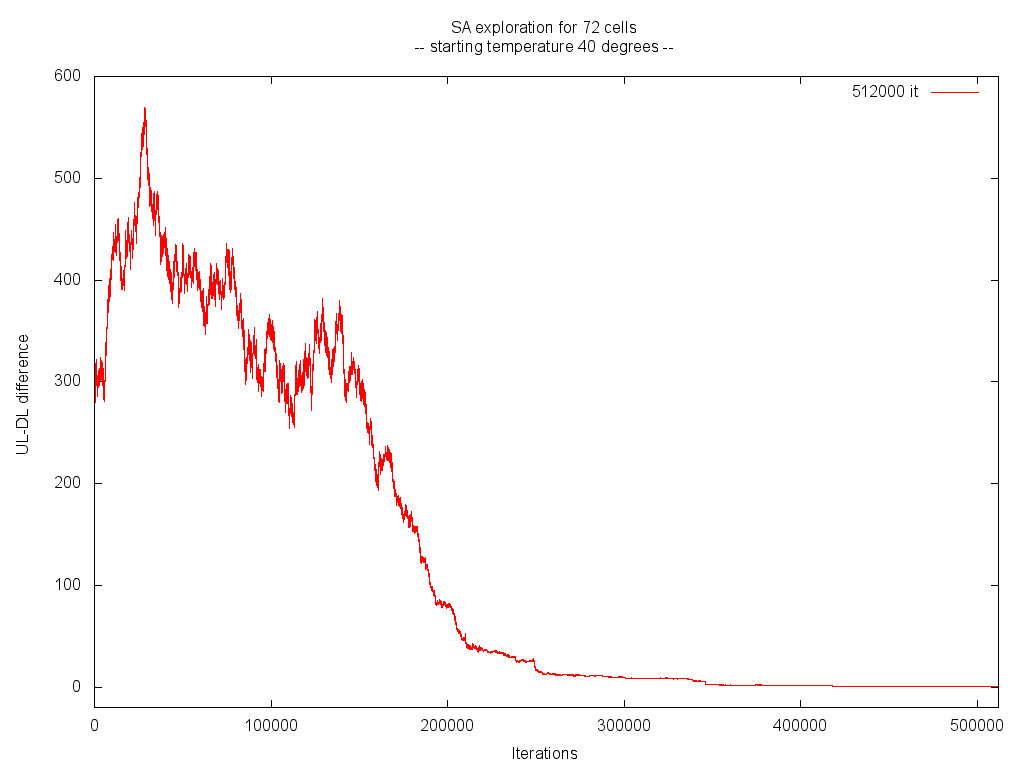 SA exploration for 72 cells
-- starting temperature 40 degrees --
512000 it
600
500
400
300
200
100
0
UL-DL difference
0 100000 200000 300000 400000 500000
Iterations